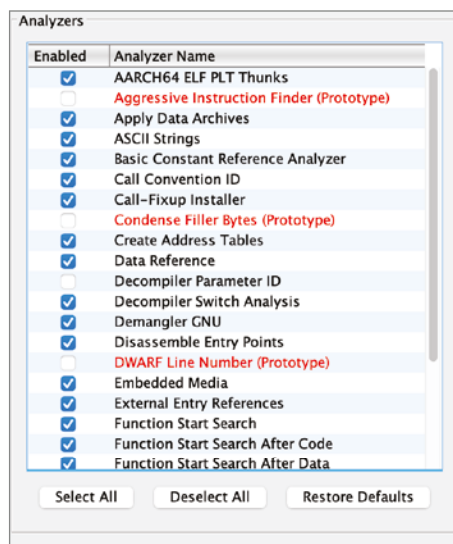 Analyzers
Enabled Analyzer Name
AARCH64 ELF PLT Thunks
Aggressive Instruction Finder (Prototype)
Apply Data Archives
ASCII Strings
Basic Constant Reference Analyzer
Call Convention ID
Call-Fixup Installer
Condense Filler Bytes (Prototype)
Create Address Tables
Data Reference
Decompiler Parameter ID
Decompiler Switch Analysis
Demangler GNU
Disassemble Entry Points
DWARF Line Number (Prototype)
Embedded Media
External Entry References
Function Start Search
Function Start Search After Code
Function Start Search After Data
Select All Deselect All Restore Defaults